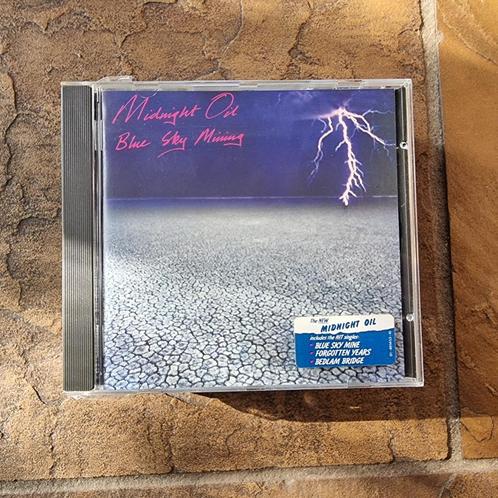 Midnight Oil
Blue Sky Mining
The NEW
MIDNIGHT OIL
includes the HIT singles:
• BLUE SKY MINE
• FORGOTTEN YEARS
• BEDLAM BRIDGE